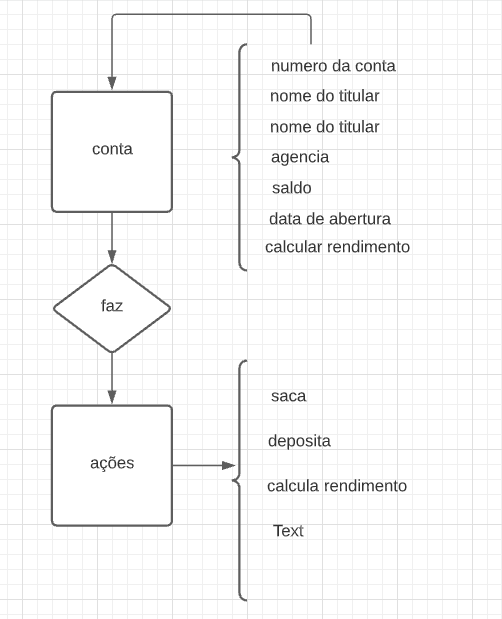 numero da conta
nome do titular
conta
nome do titular
agencia
saldo
data de abertura
calcular rendimento
faz
saca
deposita
ações
calcula rendimento
Text